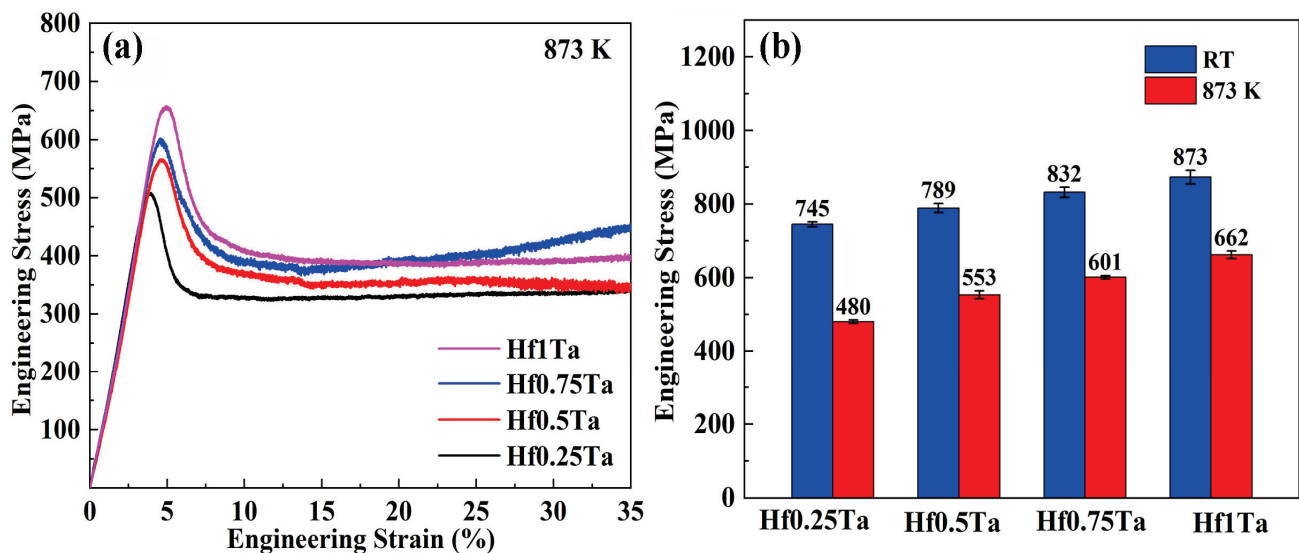 (a)
873 K
800
700
600
500
400
300
200
100
0 5 10 15 20 25 30 35
Engineering Stress (MPa)
Engineering Strain (%)
Hf1Ta
Hf0.75Ta
Hf0.5Ta
Hf0.25Ta
(b)
RT
873 K
1200
1000
800
600
400
200
0
Engineering Stress (MPa)
745
480
789
553
832
601
873
662
Hf0.25Ta
Hf0.5Ta
Hf0.75Ta
Hf1Ta